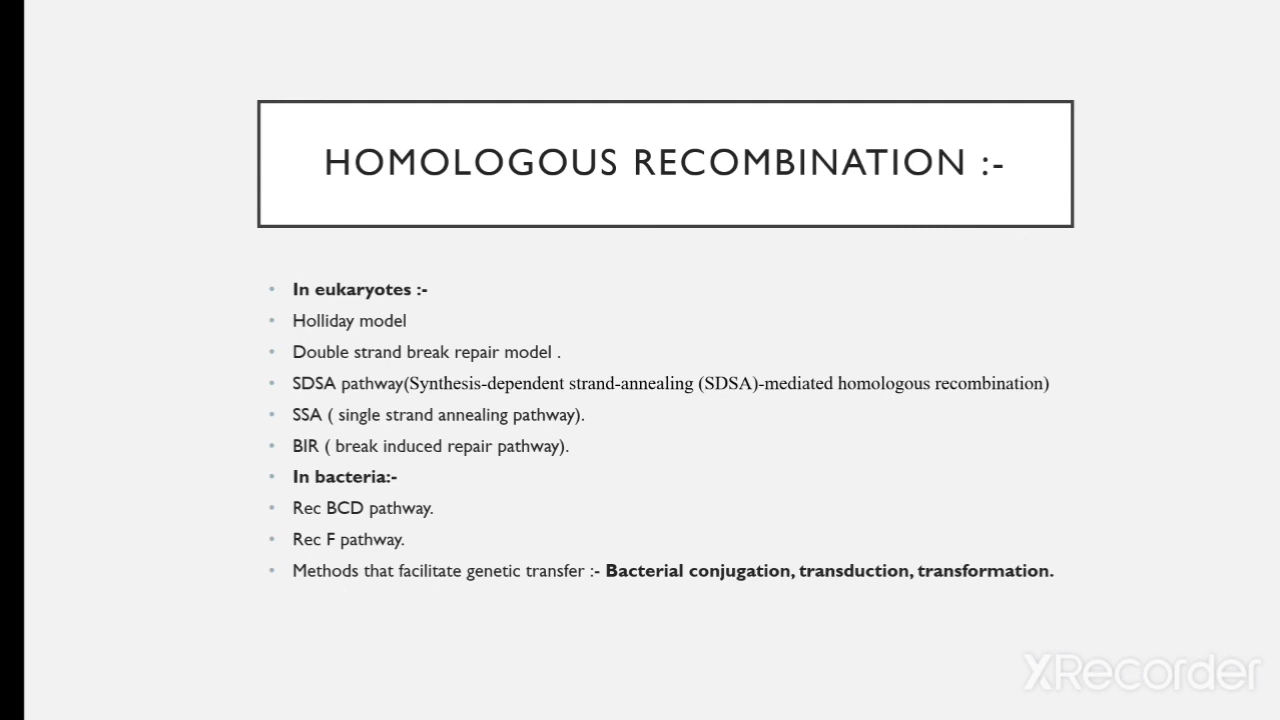 HOMOLOGOUS RECOMBINATION :-
• In eukaryotes :-
• Holliday model
• Double strand break repair model .
• SDSA pathway(Synthesis-dependent strand-annealing (SDSA)-mediated homologous recombination)
• SSA ( single strand annealing pathway).
• BIR ( break induced repair pathway).
• In bacteria:-
• Rec BCD pathway.
• Rec F pathway.
• Methods that facilitate genetic transfer :- Bacterial conjugation, transduction, transformation.
XRecorder